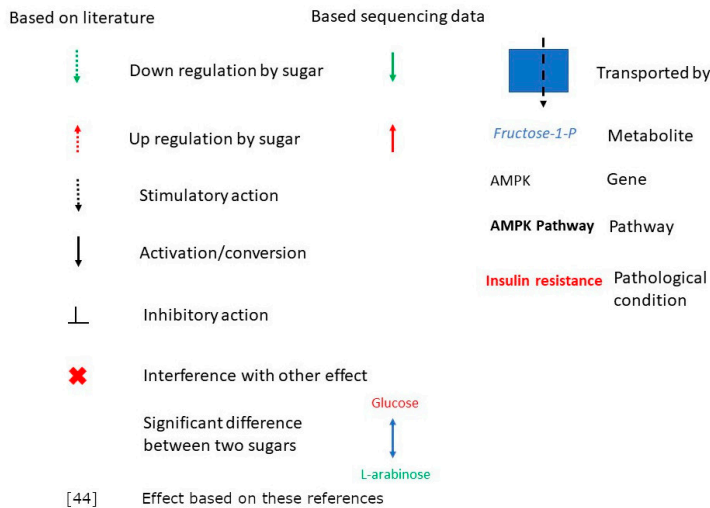 Based on literature
Based sequencing data
Down regulation by sugar
Transported by
Up regulation by sugar
Fructose-1-P Metabolite
AMPK Gene
Stimulatory action
AMPK Pathway Pathway
Activation/conversion
Insulin resistance Pathological
condition
Inhibitory action
Interference with other effect
Glucose
Significant difference
between two sugars
L-arabinose
[44] Effect based on these references